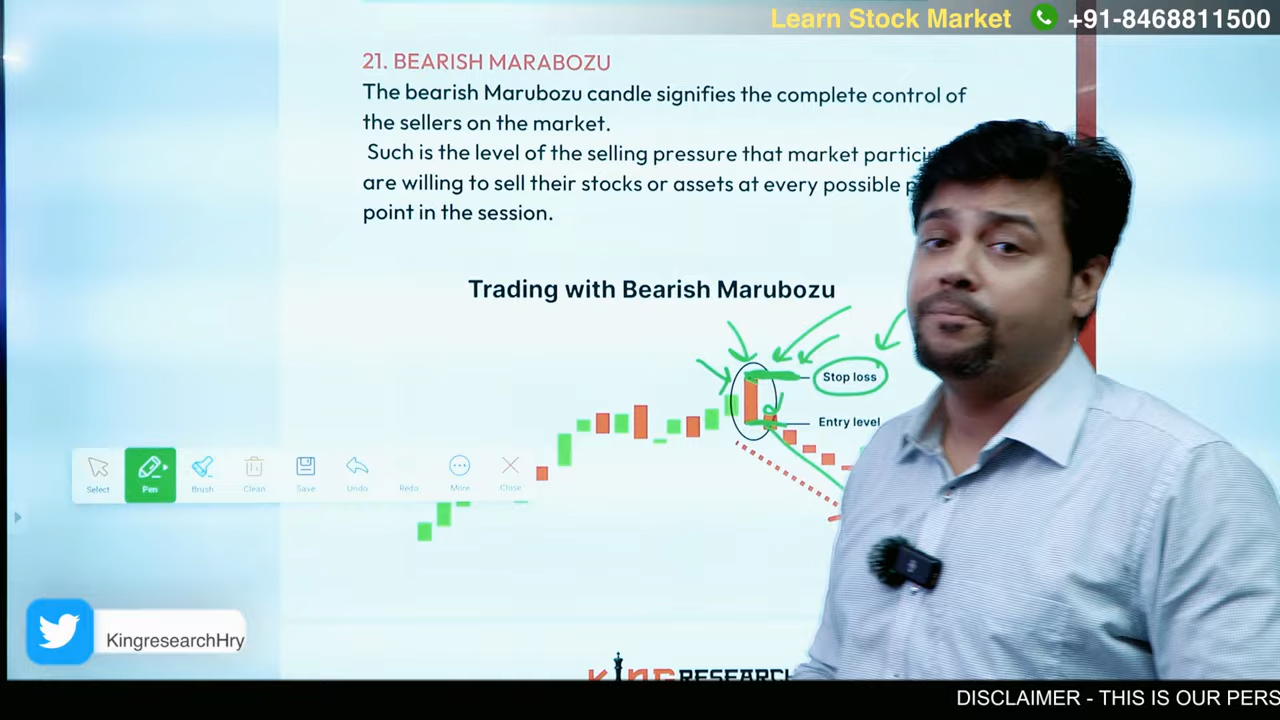 Learn Stock Market +91-8468811500
21. BEARISH MARABOZU
The bearish Marubozu candle signifies the complete control of
the sellers on the market.
Such is the level of the selling pressure that market
are willing to sell their stocks or assets at every possible
point in the session.
Trading with Bearish Marubozu
Stop loss
Entry level
Select Pen Brush Clean Save Undo Redo More Close
KingresearchHry
KING RESEARCH
DISCLAIMER - THIS IS OUR PERS